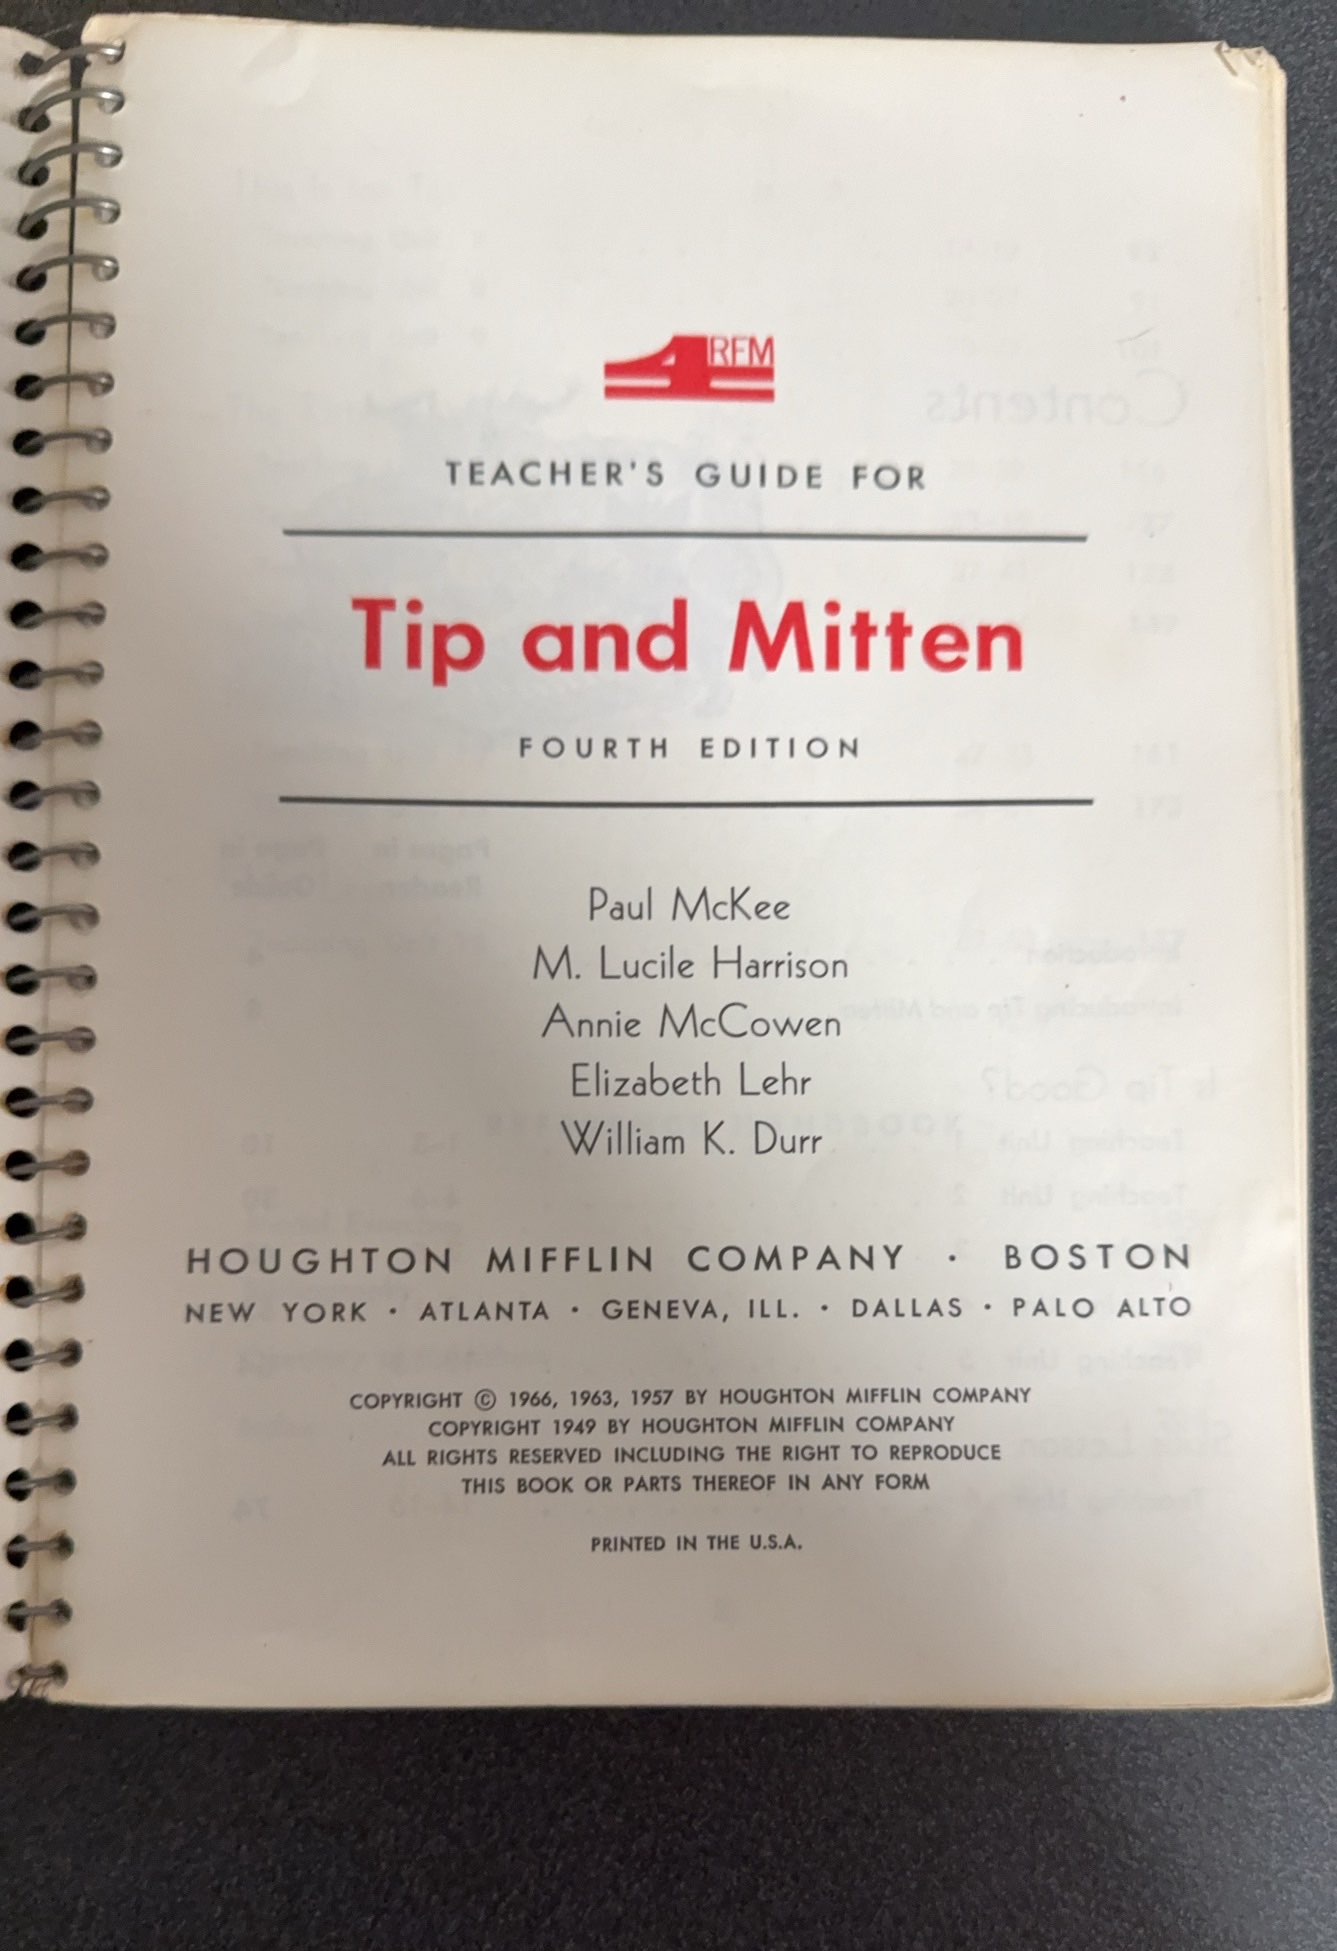 4RFM
TEACHER'S GUIDE FOR
Tip and Mitten
FOURTH EDITION
Paul McKee
M. Lucile Harrison
Annie McCowen
Elizabeth Lehr
William K. Durr
HOUGHTON MIFFLIN COMPANY · BOSTON
NEW YORK · ATLANTA · GENEVA, ILL. · DALLAS · PALO ALTO
COPYRIGHT © 1966, 1963, 1957 BY HOUGHTON MIFFLIN COMPANY
COPYRIGHT 1949 BY HOUGHTON MIFFLIN COMPANY
ALL RIGHTS RESERVED INCLUDING THE RIGHT TO REPRODUCE
THIS BOOK OR PARTS THEREOF IN ANY FORM
PRINTED IN THE U.S.A.